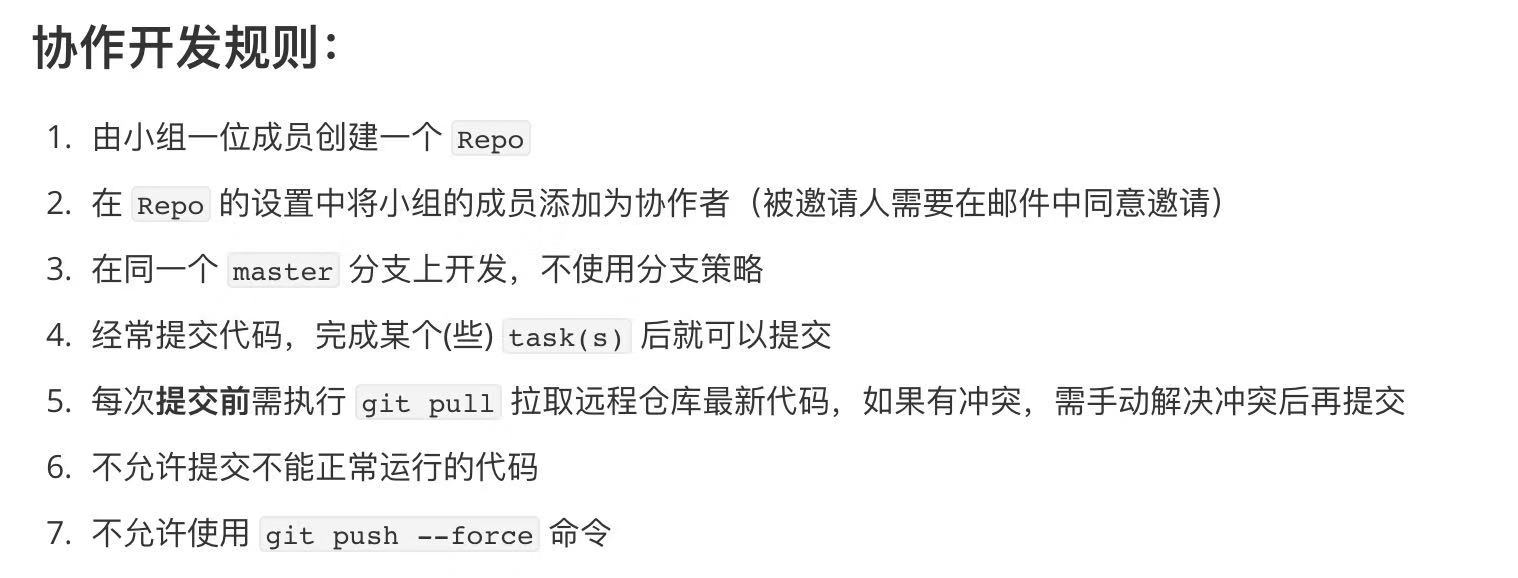 协作开发规则：
1. 由小组一位成员创建一个 Repo
2. 在 Repo 的设置中将小组的成员添加为协作者（被邀请人需要在邮件中同意邀请）
3. 在同一个 master 分支上开发，不使用分支策略
4. 经常提交代码，完成某个(些) task(s) 后就可以提交
5. 每次提交前需执行 git pull 拉取远程仓库最新代码，如果有冲突，需手动解决冲突后再提交
6. 不允许提交不能正常运行的代码
7. 不允许使用 git push --force 命令